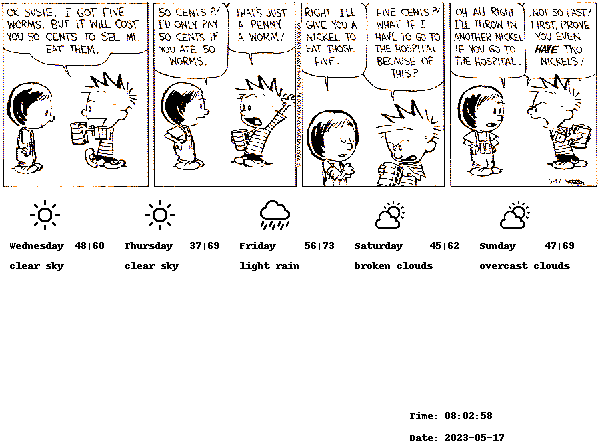 OK SUSIE, I GOT FIVE
WORMS. BUT IT WILL COST
YOU 50 CENTS TO SEE ME
EAT THEM.
50 CENTS?!
I'D ONLY PAY
50 CENTS IF
YOU ATE 50
WORMS.
THAT'S JUST
A PENNY
A WORM!
RIGHT. I'LL
GIVE YOU A
NICKEL TO
EAT THOSE
FIVE.
FIVE CENTS?!
WHAT IF I
HAVE TO GO TO
THE HOSPITAL
BECAUSE OF
THIS?
OH ALL RIGHT
I'LL THROW IN
ANOTHER NICKEL
IF YOU GO TO
THE HOSPITAL.
NOT SO FAST!
FIRST, PROVE
YOU EVEN
HAVE TWO
NICKELS!
Wednesday 48|60
clear sky
Thursday 37|69
clear sky
Friday 56|73
light rain
Saturday 45|62
broken clouds
Sunday 47|69
overcast clouds
Time: 08:02:58
Date: 2023-05-17